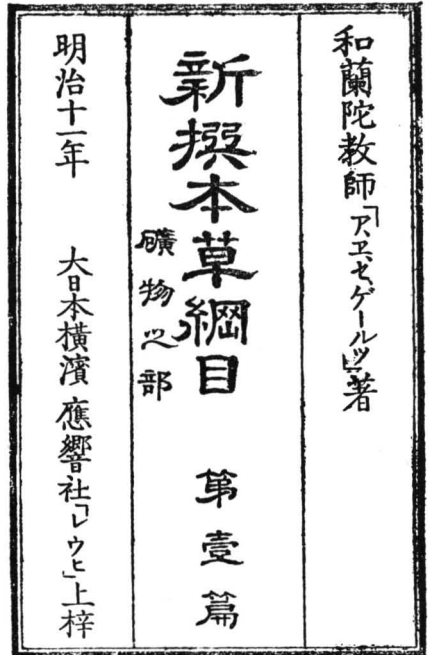 和蘭陀教師「ア、エ、セ、ゲールツ」著
新撰本草綱目 第壹篇
礦物之部
明治十一年 大日本橫濱應響社「レウヒ」上梓